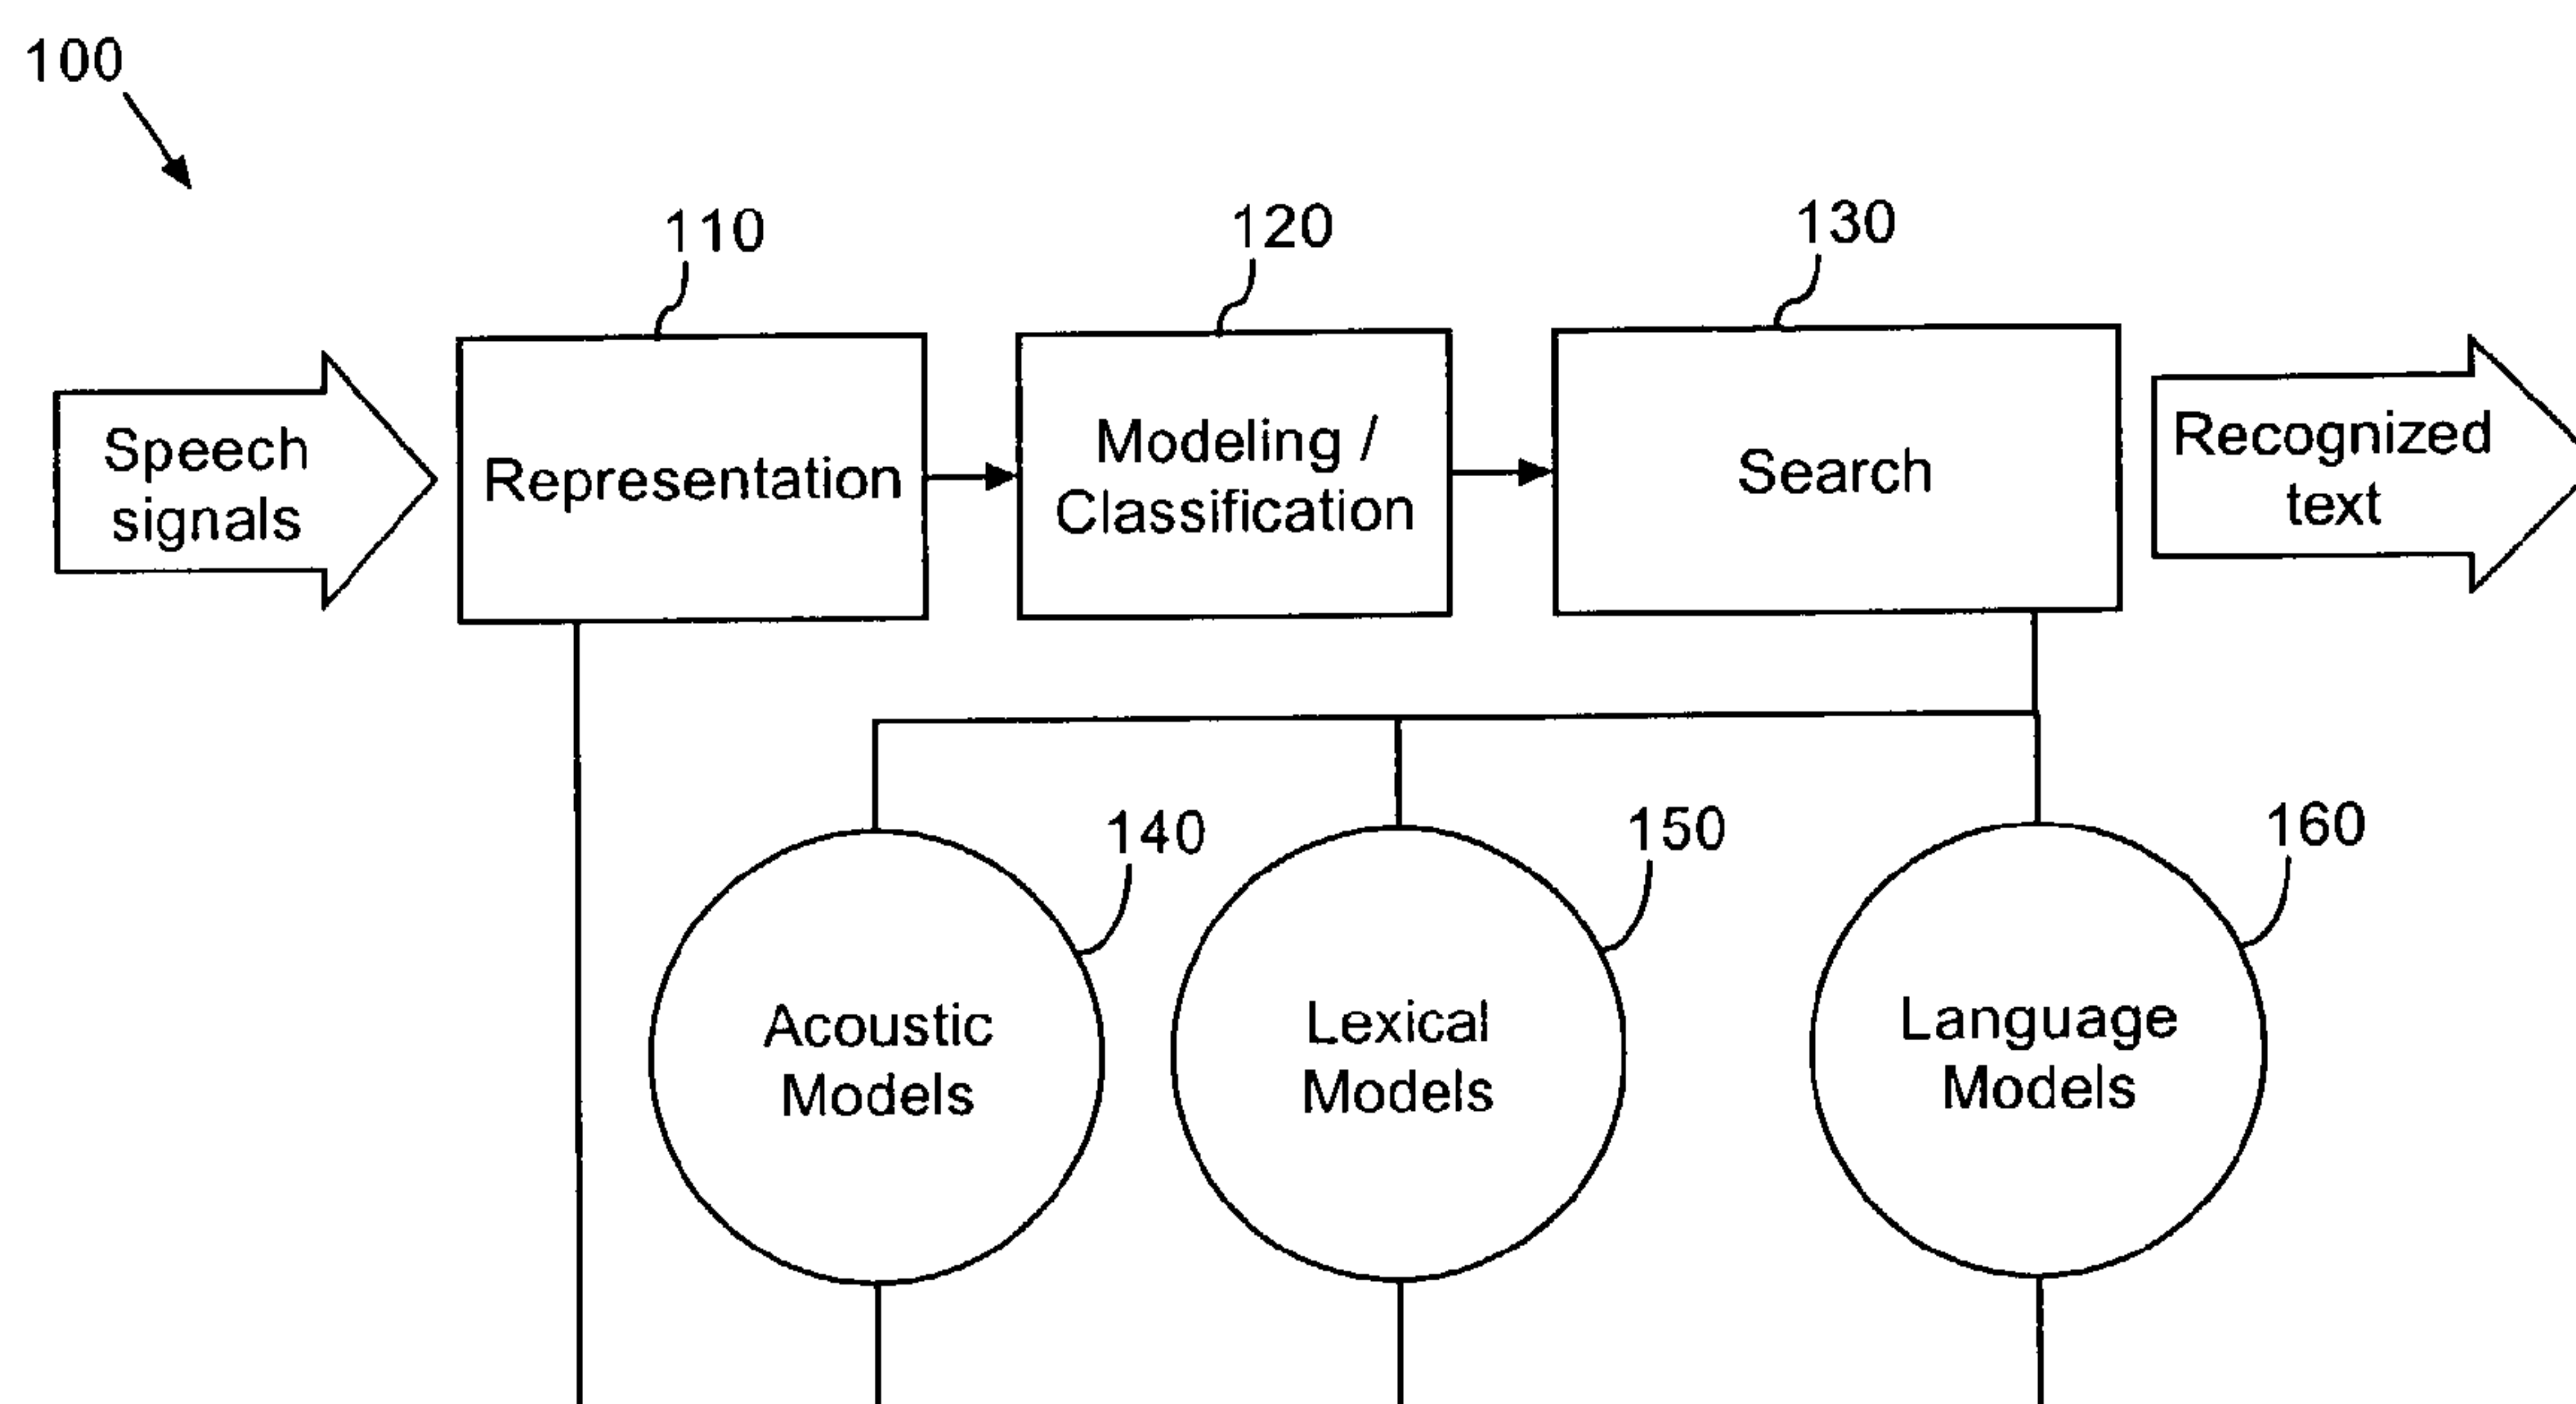 100
110
120
130
Speech
signals
Representation
Modeling /
Classification
Search
Recognized
text
140
150
160
Acoustic
Models
Lexical
Models
Language
Models